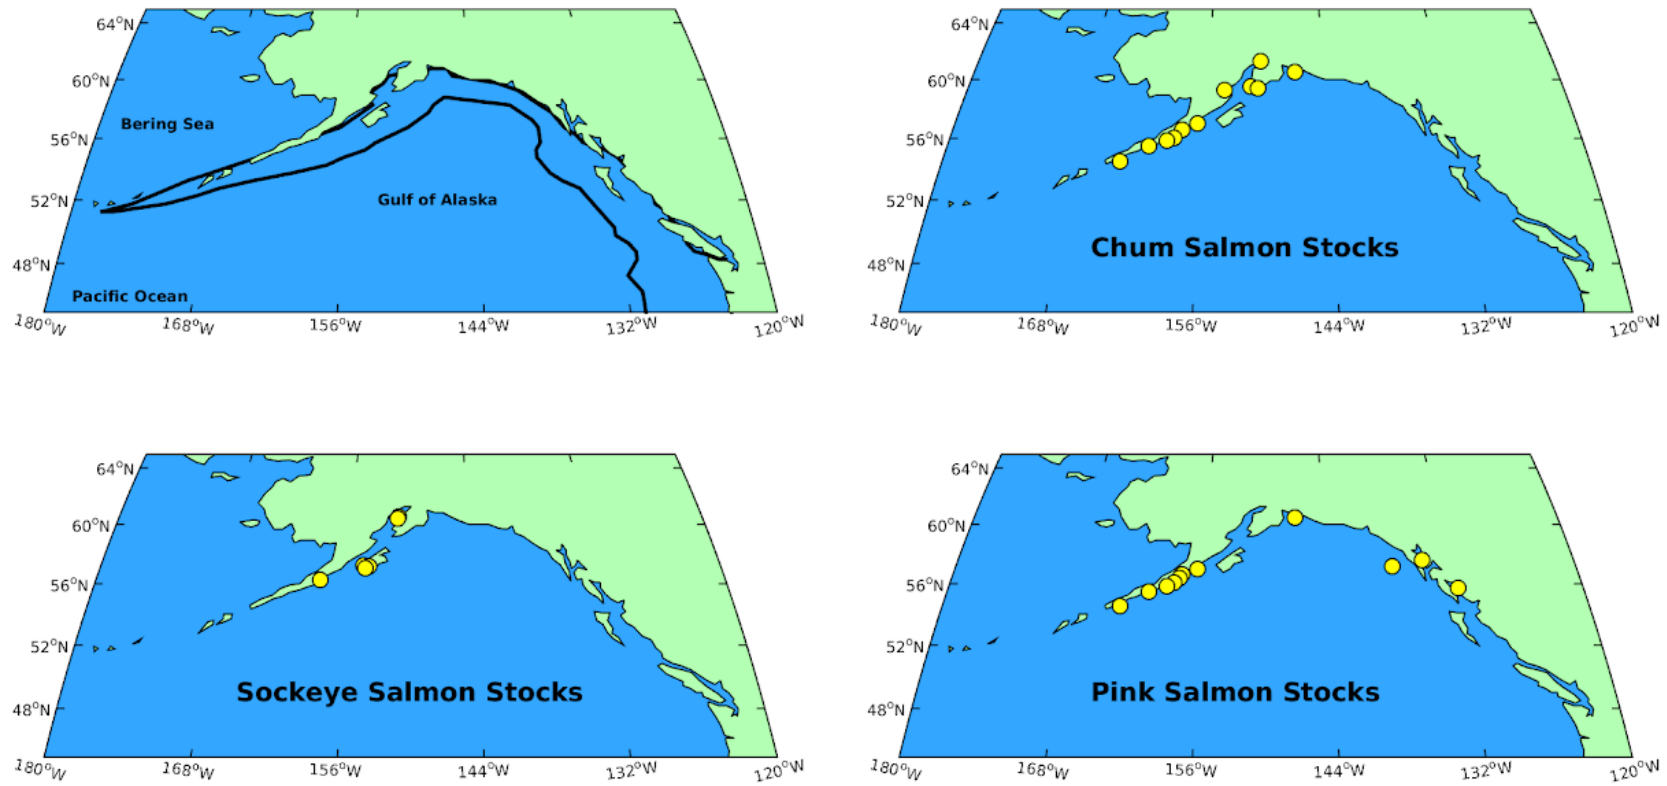 64°N
60°N
56°N
52°N
48°N
180°W
168°W
156°W
144°W
132°W
120°W
Bering Sea
Gulf of Alaska
Pacific Ocean
64°N
60°N
56°N
52°N
48°N
180°W
168°W
156°W
144°W
132°W
120°W
Chum Salmon Stocks
64°N
60°N
56°N
52°N
48°N
180°W
168°W
156°W
144°W
132°W
120°W
Sockeye Salmon Stocks
64°N
60°N
56°N
52°N
48°N
180°W
168°W
156°W
144°W
132°W
120°W
Pink Salmon Stocks